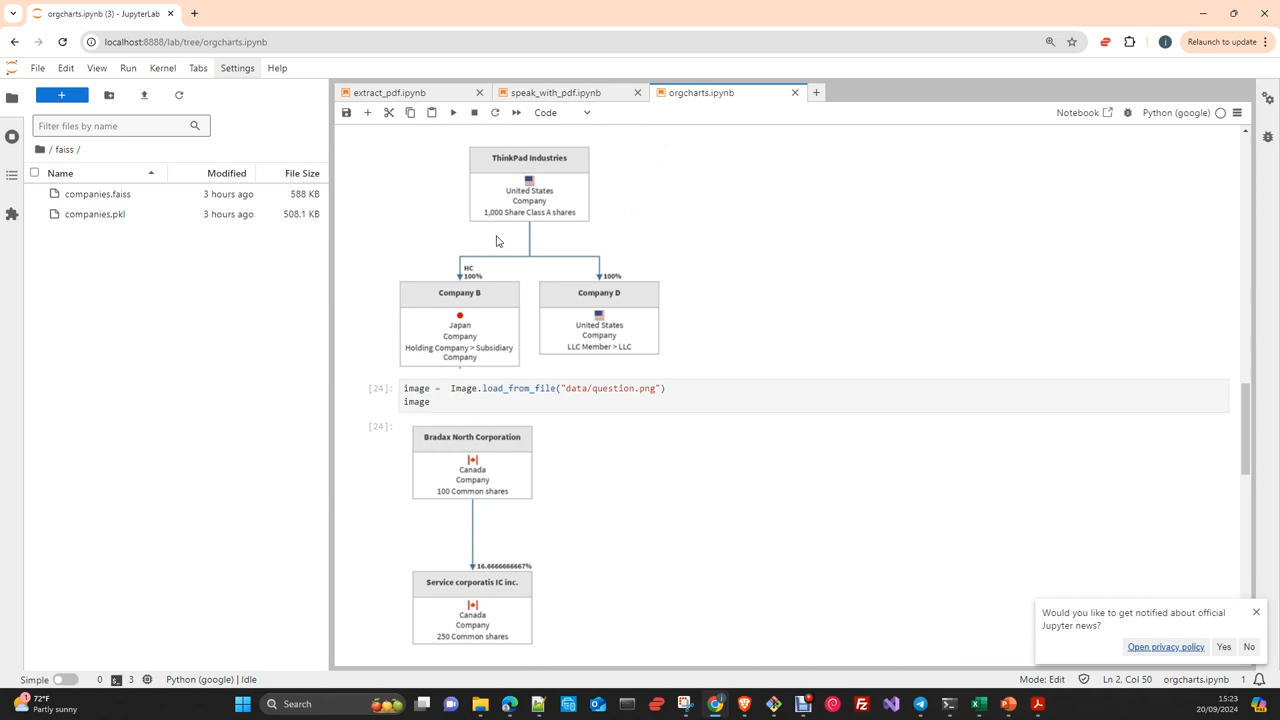 orgcharts.ipynb (3) - JupyterLab
localhost:8888/lab/tree/orgcharts.ipynb
Relaunch to update
File Edit View Run Kernel Tabs Settings Help
extract_pdf.ipynb
speak_with_pdf.ipynb
orgcharts.ipynb
Code
Notebook
Python (google)
Filter files by name
/ faiss /
Name Modified File Size
companies.faiss 3 hours ago 588 KB
companies.pkl 3 hours ago 508.1 KB
ThinkPad Industries
United States
Company
1,000 Share Class A shares
HC
100%
100%
Company B
Japan
Company
Holding Company > Subsidiary
Company
Company D
United States
Company
LLC Member > LLC
[24]:
image = Image.load_from_file("data/question.png")
image
[24]:
Bradax North Corporation
Canada
Company
100 Common shares
16.6666666667%
Service corporatis IC inc.
Canada
Company
250 Common shares
Would you like to get notified about official
Jupyter news?
Open privacy policy Yes No
Simple 0 3 Python (google) | Idle
Mode: Edit Ln 2, Col 50 orgcharts.ipynb 1
72°F
Partly sunny
Search
15:23
20/09/2024